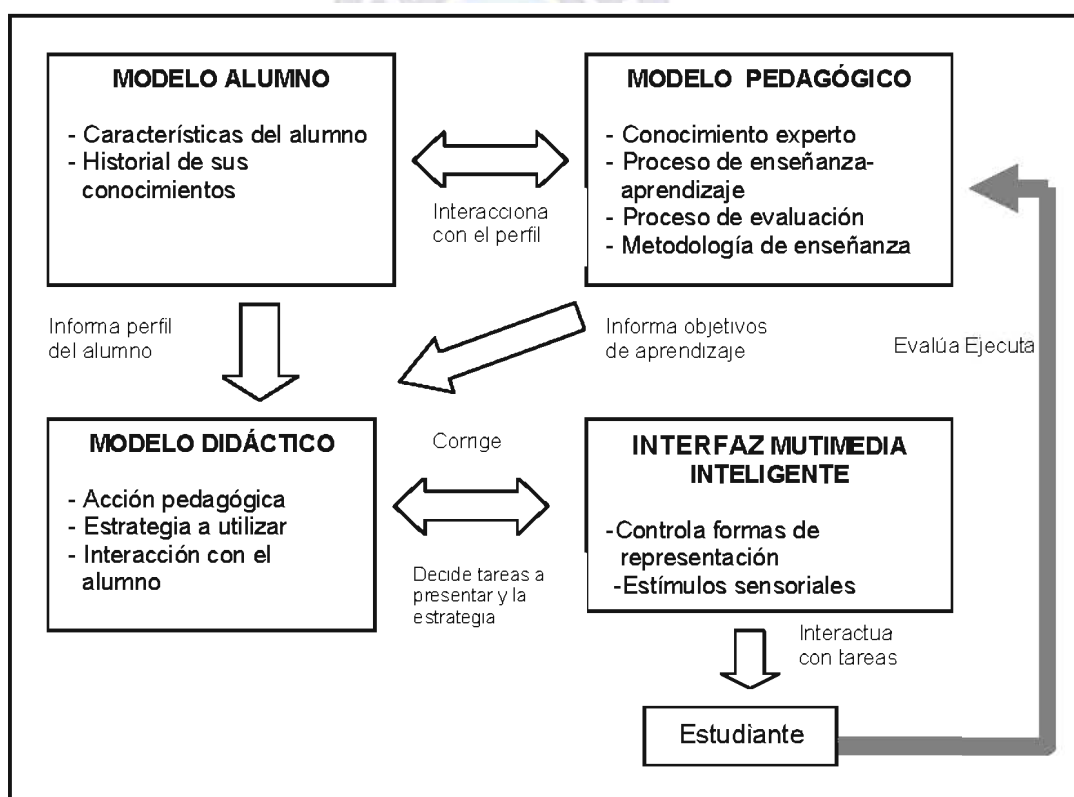 MODELO ALUMNO
- Características del alumno
- Historial de sus
conocimientos
Interacciona
con el perfil
MODELO PEDAGÓGICO
- Conocimiento experto
- Proceso de enseñanza-
aprendizaje
- Proceso de evaluación
- Metodología de enseñanza
Informa perfil
del alumno
Informa objetivos
de aprendizaje
Evalúa Ejecuta
MODELO DIDÁCTICO
- Acción pedagógica
- Estrategia a utilizar
- Interacción con el
alumno
Corrige
Decide tareas a
presentar y la
estrategia
INTERFAZ MUTIMEDIA
INTELIGENTE
-Controla formas de
representación
-Estímulos sensoriales
Interactua
con tareas
Estudiante